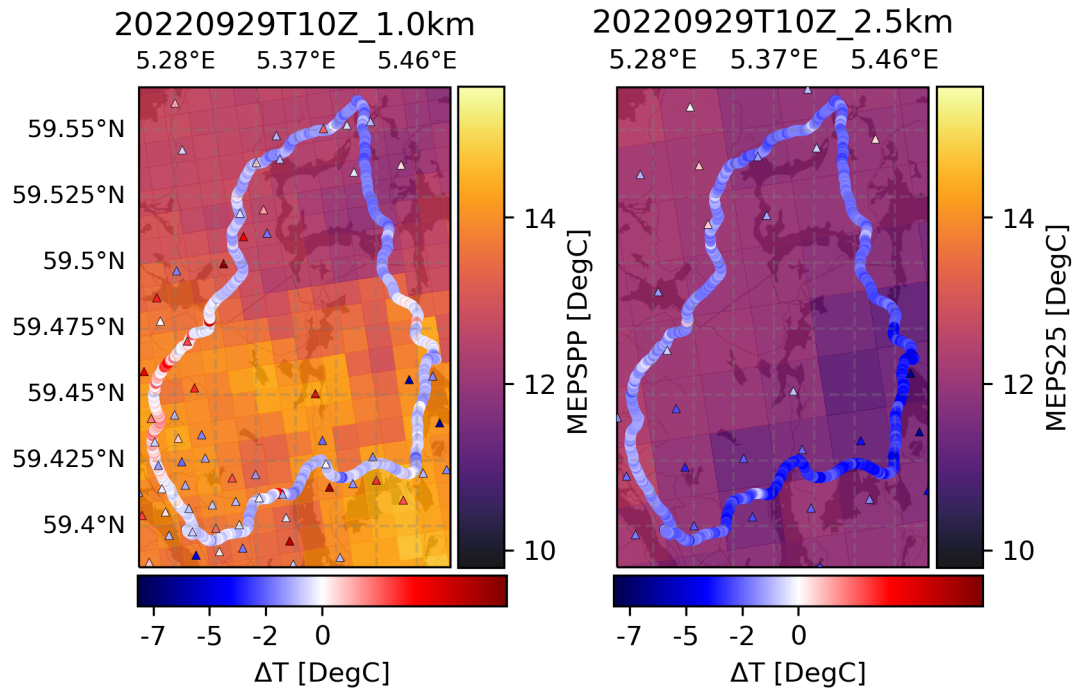 20220929T10Z_1.0km
5.28°E 5.37°E 5.46°E
59.55°N
59.525°N
59.5°N
59.475°N
59.45°N
59.425°N
59.4°N
14
12
10
MEPSPP [DegC]
-7 -5 -2 0
ΔT [DegC]
20220929T10Z_2.5km
5.28°E 5.37°E 5.46°E
14
12
10
MEPS25 [DegC]
-7 -5 -2 0
ΔT [DegC]